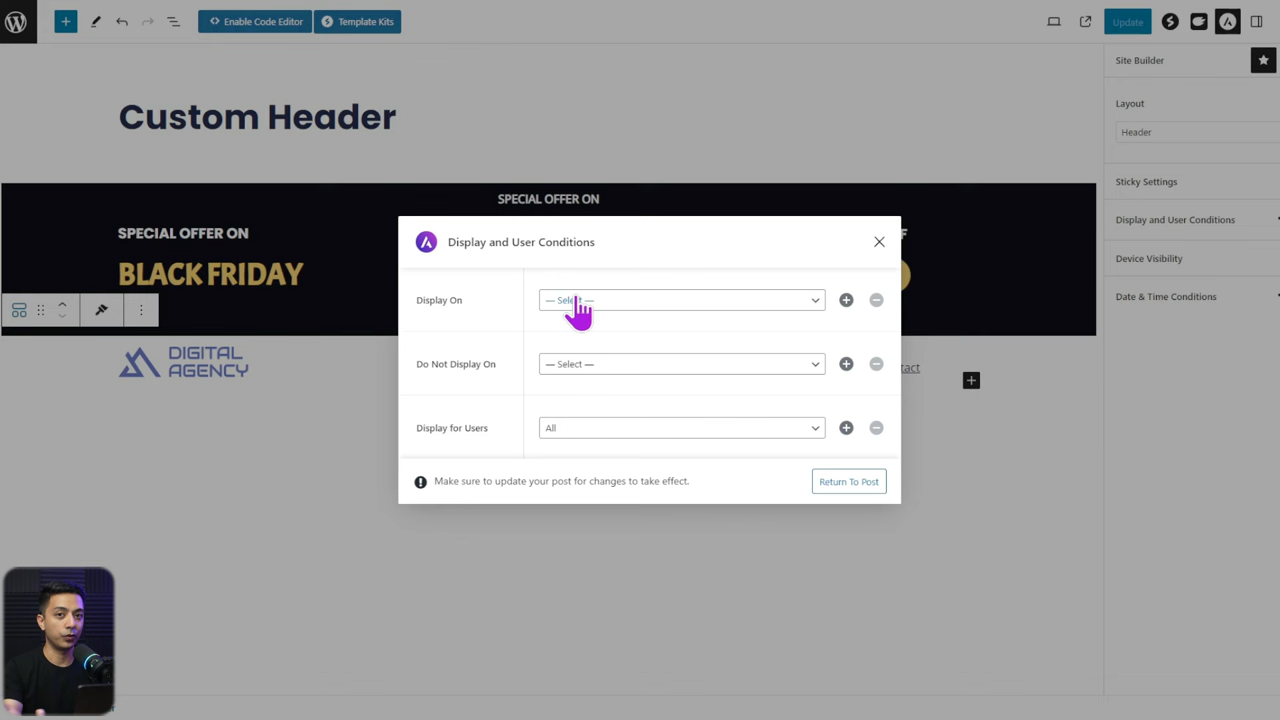 Enable Code Editor
Template Kits
Update
Site Builder
Custom Header
Layout
Header
SPECIAL OFFER ON
Sticky Settings
SPECIAL OFFER ON
BLACK FRIDAY
Display and User Conditions
Display and User Conditions
Device Visibility
Date & Time Conditions
Display On
— Select —
Do Not Display On
— Select —
Display for Users
All
Make sure to update your post for changes to take effect.
Return To Post
DIGITAL
AGENCY